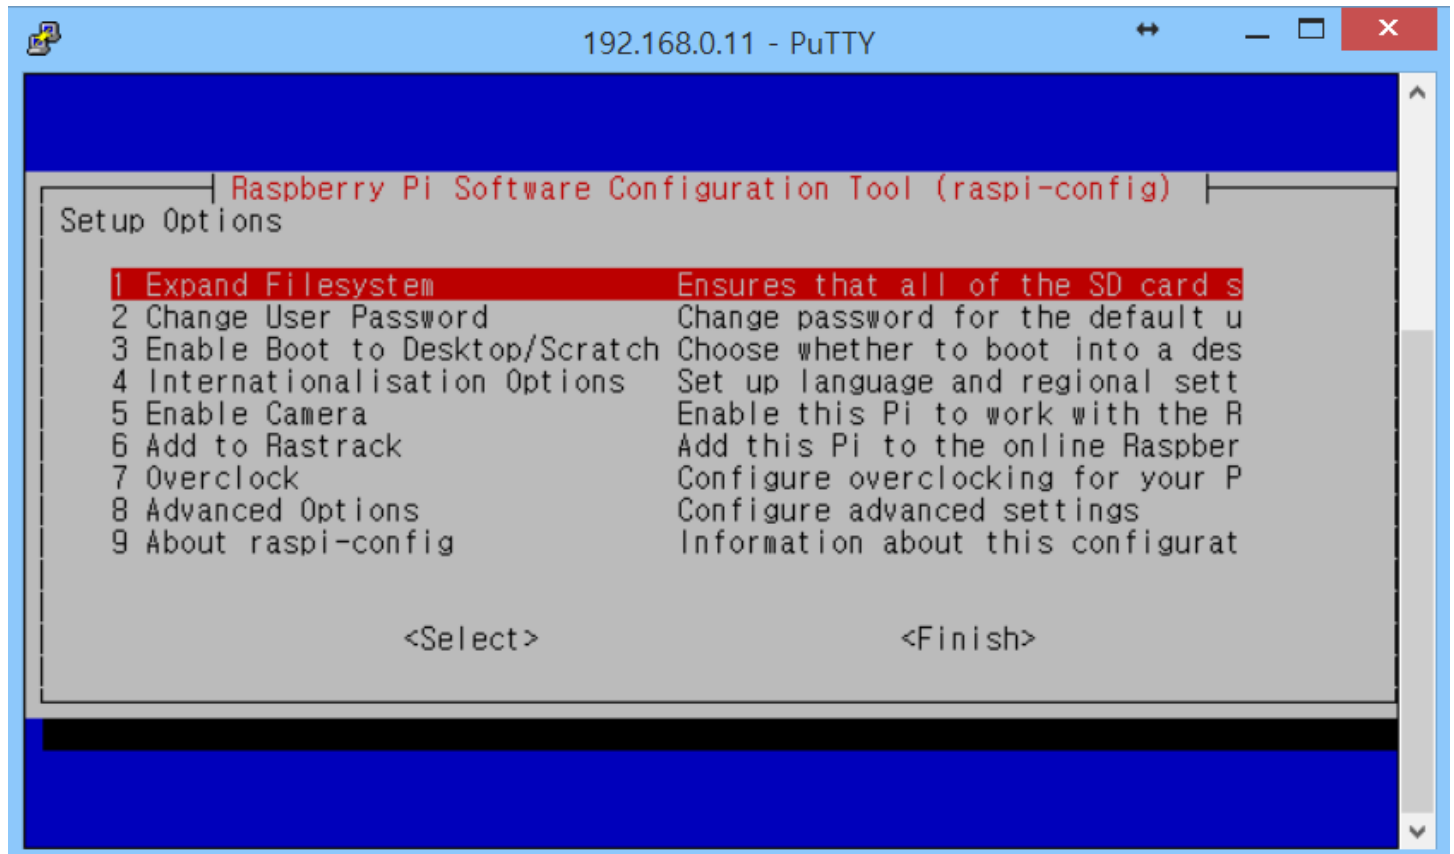 192.168.0.11 - PuTTY
Raspberry Pi Software Configuration Tool (raspi-config)
Setup Options
1 Expand Filesystem Ensures that all of the SD card s
2 Change User Password Change password for the default u
3 Enable Boot to Desktop/Scratch Choose whether to boot into a des
4 Internationalisation Options Set up language and regional sett
5 Enable Camera Enable this Pi to work with the R
6 Add to Rastrack Add this Pi to the online Raspber
7 Overclock Configure overclocking for your P
8 Advanced Options Configure advanced settings
9 About raspi-config Information about this configurat
<Select> <Finish>